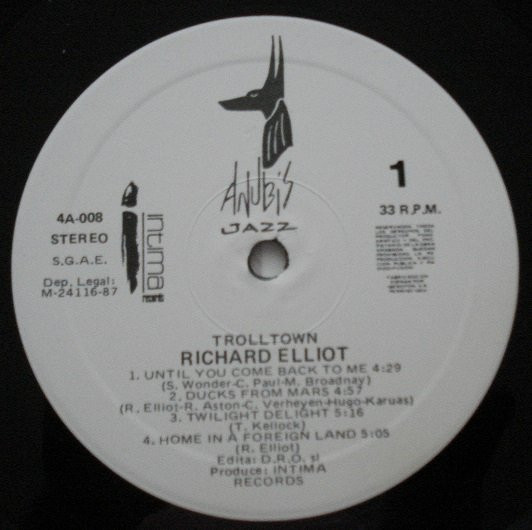 ANUBIS
JAZZ
4A-008
STEREO
S.G.A.E.
Dep. Legal:
M-24116-87
intima
records
1
33 R.P.M.
TROLLTOWN
RICHARD ELLIOT
1. UNTIL YOU COME BACK TO ME 4:29
(S. Wonder-C. Paul-M. Broadnay)
2. DUCKS FROM MARS 4:57
(R. Elliot-R. Aston-C. Verheyen-Hugo-Karuas)
3. TWILIGHT DELIGHT 5:16
(T. Kellock)
4. HOME IN A FOREIGN LAND 5:05
(R. Elliot)
Edita: D.R.O. sl
Produce: INTIMA
RECORDS